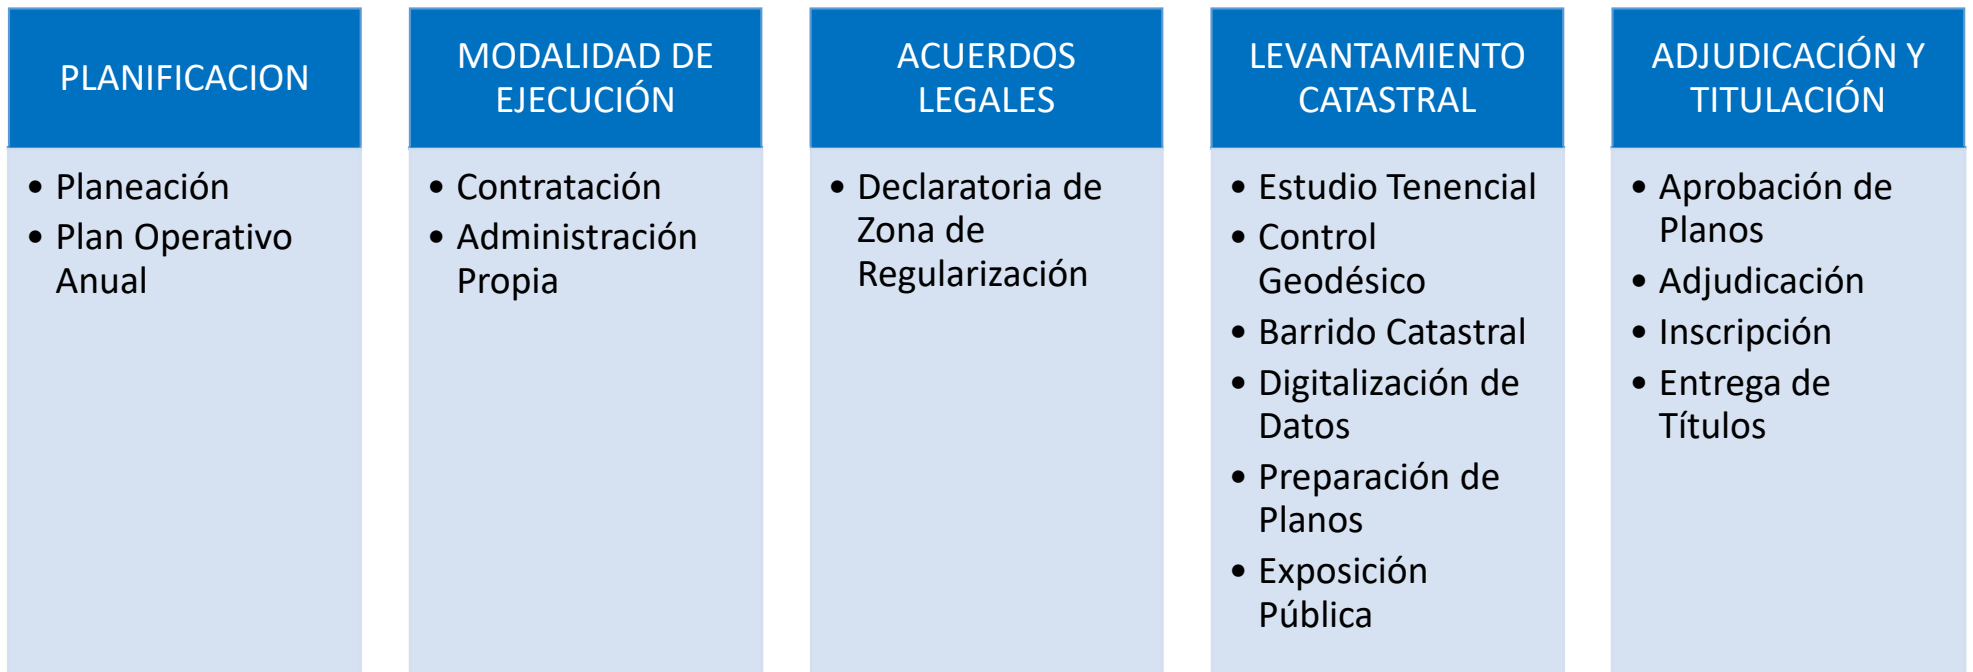 PLANIFICACION
• Planeación
• Plan Operativo
Anual
MODALIDAD DE
EJECUCIÓN
• Contratación
• Administración
Propia
ACUERDOS
LEGALES
• Declaratoria de
Zona de
Regularización
LEVANTAMIENTO
CATASTRAL
• Estudio Tenencial
• Control
Geodésico
• Barrido Catastral
• Digitalización de
Datos
• Preparación de
Planos
• Exposición
Pública
ADJUDICACIÓN Y
TITULACIÓN
• Aprobación de
Planos
• Adjudicación
• Inscripción
• Entrega de
Títulos